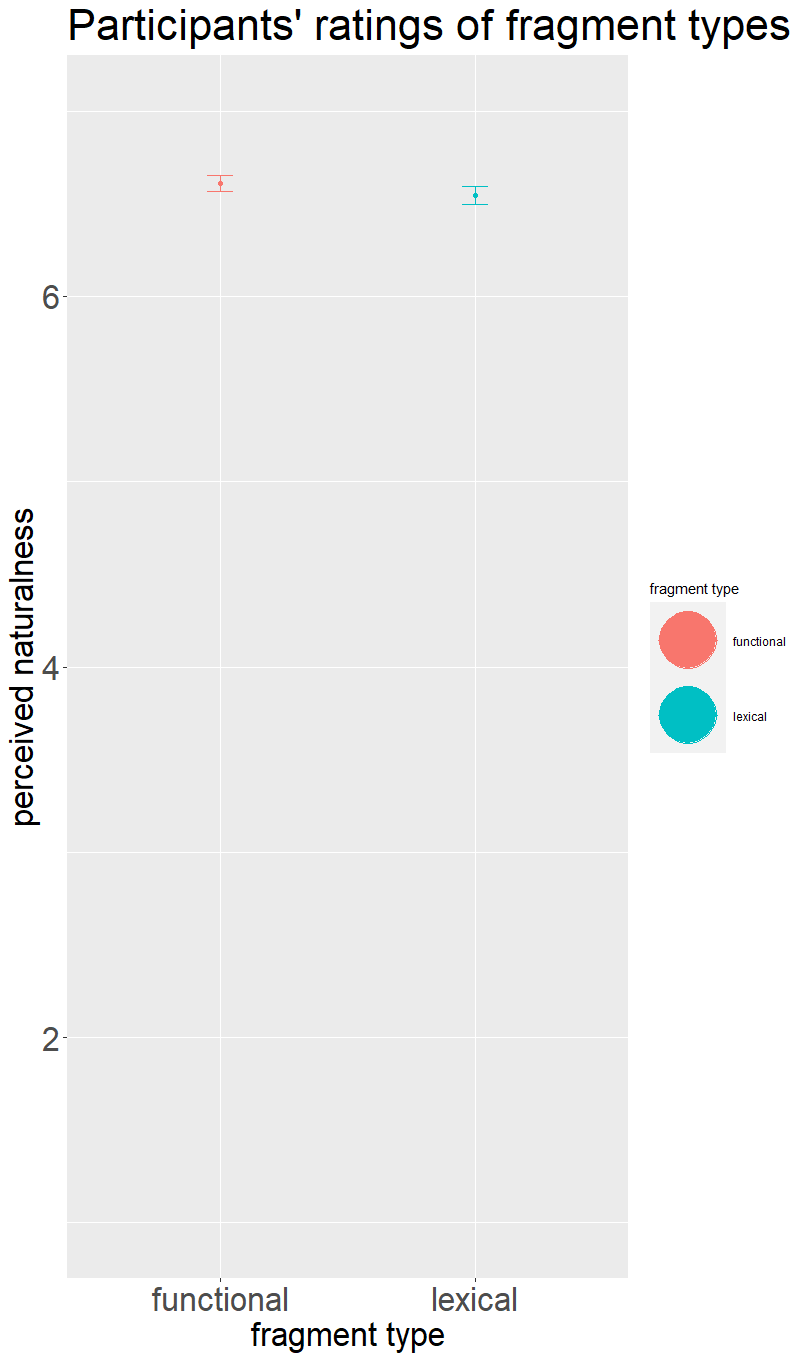 Participants' ratings of fragment types
perceived naturalness
6
4
2
functional
lexical
fragment type
fragment type
functional
lexical